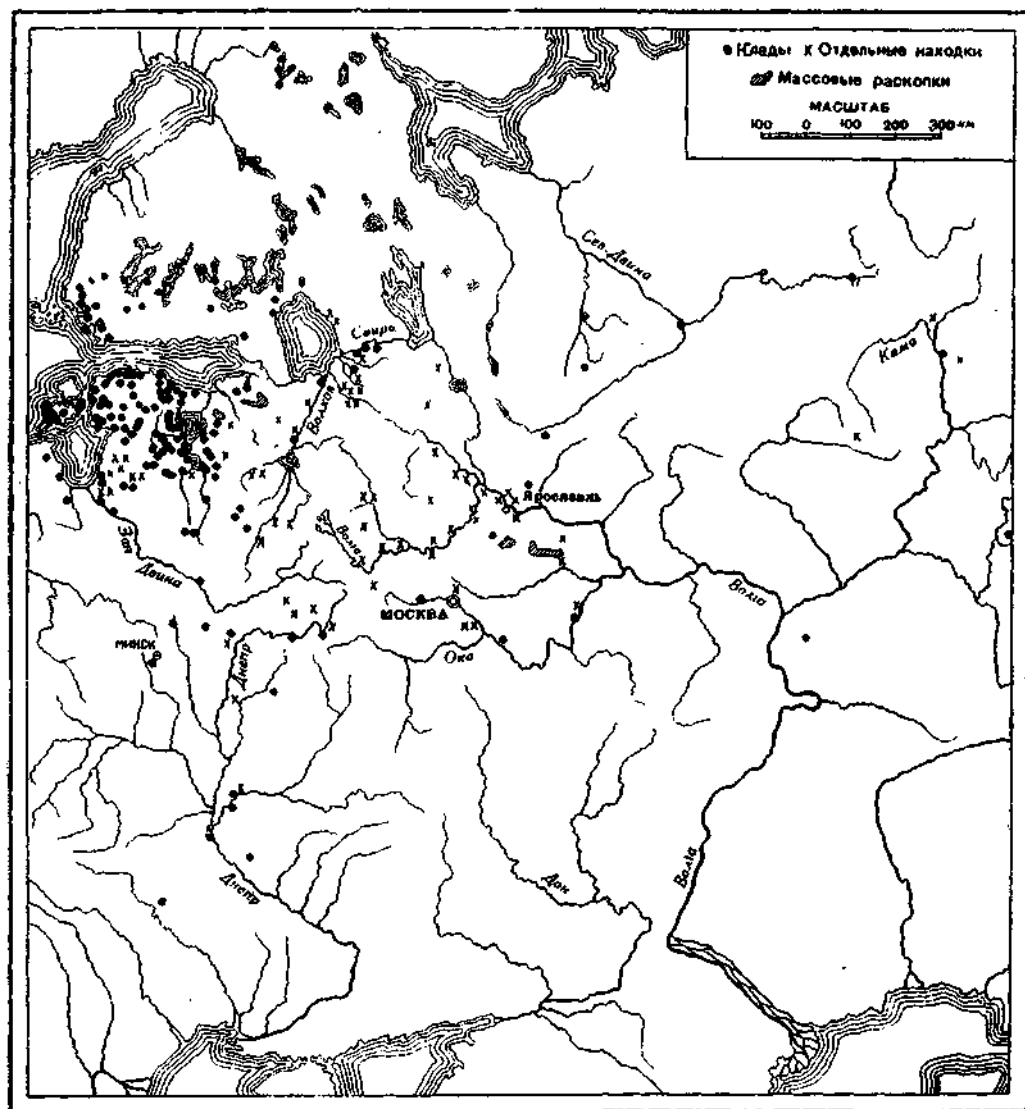 Клады х Отдельные находки
Массовые раскопки
МАСШТАБ
100 0 100 200 300 км
Сев. Двина
Свирь
Кама
Волхов
Ярославль
Зап.
Волга
Двина
МОСКВА
Волга
МИНСК
Днепр
Ока
Волга
Дон
Днепр